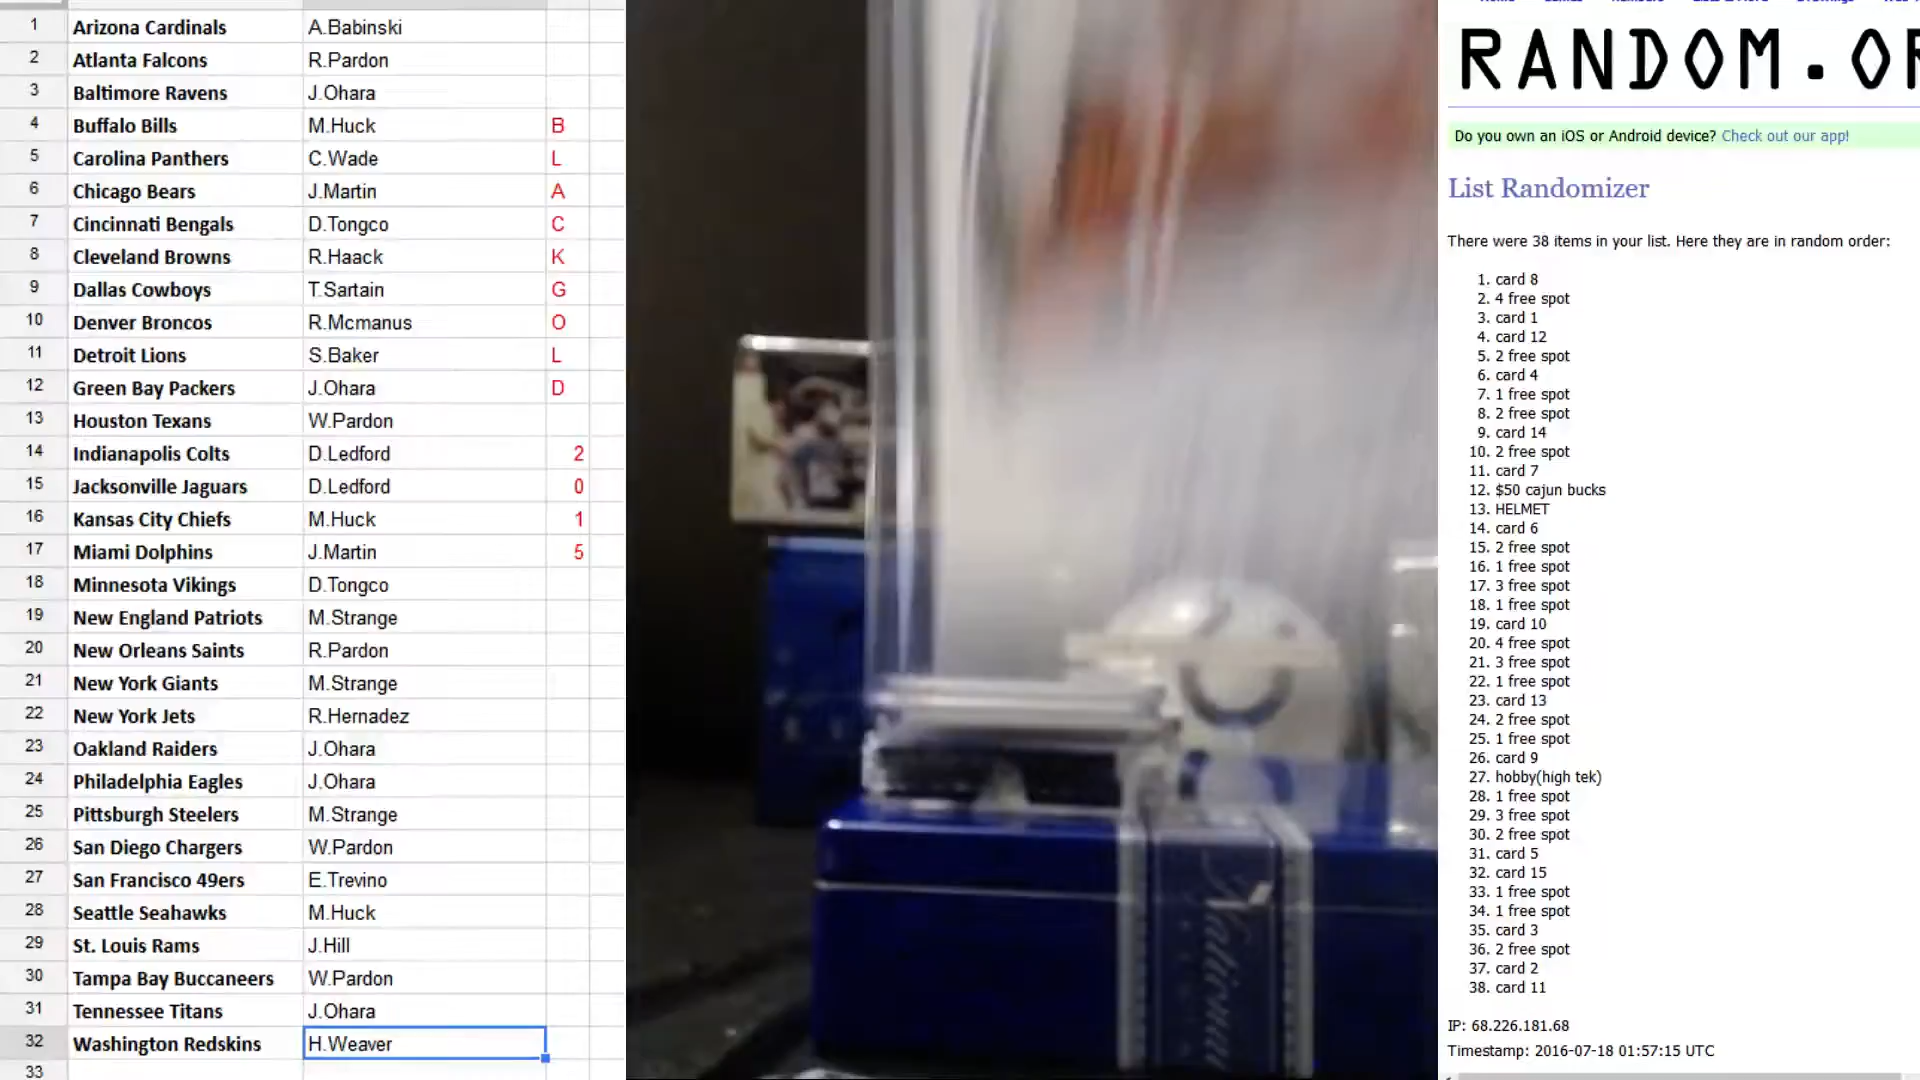 1 Arizona Cardinals A.Babinski
2 Atlanta Falcons R.Pardon
3 Baltimore Ravens J.Ohara
4 Buffalo Bills M.Huck B
5 Carolina Panthers C.Wade L
6 Chicago Bears J.Martin A
7 Cincinnati Bengals D.Tongco C
8 Cleveland Browns R.Haack K
9 Dallas Cowboys T.Sartain G
10 Denver Broncos R.Mcmanus O
11 Detroit Lions S.Baker L
12 Green Bay Packers J.Ohara D
13 Houston Texans W.Pardon
14 Indianapolis Colts D.Ledford 2
15 Jacksonville Jaguars D.Ledford 0
16 Kansas City Chiefs M.Huck 1
17 Miami Dolphins J.Martin 5
18 Minnesota Vikings D.Tongco
19 New England Patriots M.Strange
20 New Orleans Saints R.Pardon
21 New York Giants M.Strange
22 New York Jets R.Hernadez
23 Oakland Raiders J.Ohara
24 Philadelphia Eagles J.Ohara
25 Pittsburgh Steelers M.Strange
26 San Diego Chargers W.Pardon
27 San Francisco 49ers E.Trevino
28 Seattle Seahawks M.Huck
29 St. Louis Rams J.Hill
30 Tampa Bay Buccaneers W.Pardon
31 Tennessee Titans J.Ohara
32 Washington Redskins H.Weaver
33
National
RANDOM.OR
Do you own an iOS or Android device? Check out our app!
List Randomizer
There were 38 items in your list. Here they are in random order:
1. card 8
2. 4 free spot
3. card 1
4. card 12
5. 2 free spot
6. card 4
7. 1 free spot
8. 2 free spot
9. card 14
10. 2 free spot
11. card 7
12. $50 cajun bucks
13. HELMET
14. card 6
15. 2 free spot
16. 1 free spot
17. 3 free spot
18. 1 free spot
19. card 10
20. 4 free spot
21. 3 free spot
22. 1 free spot
23. card 13
24. 2 free spot
25. 1 free spot
26. card 9
27. hobby(high tek)
28. 1 free spot
29. 3 free spot
30. 2 free spot
31. card 5
32. card 15
33. 1 free spot
34. 1 free spot
35. card 3
36. 2 free spot
37. card 2
38. card 11
IP: 68.226.181.68
Timestamp: 2016-07-18 01:57:15 UTC